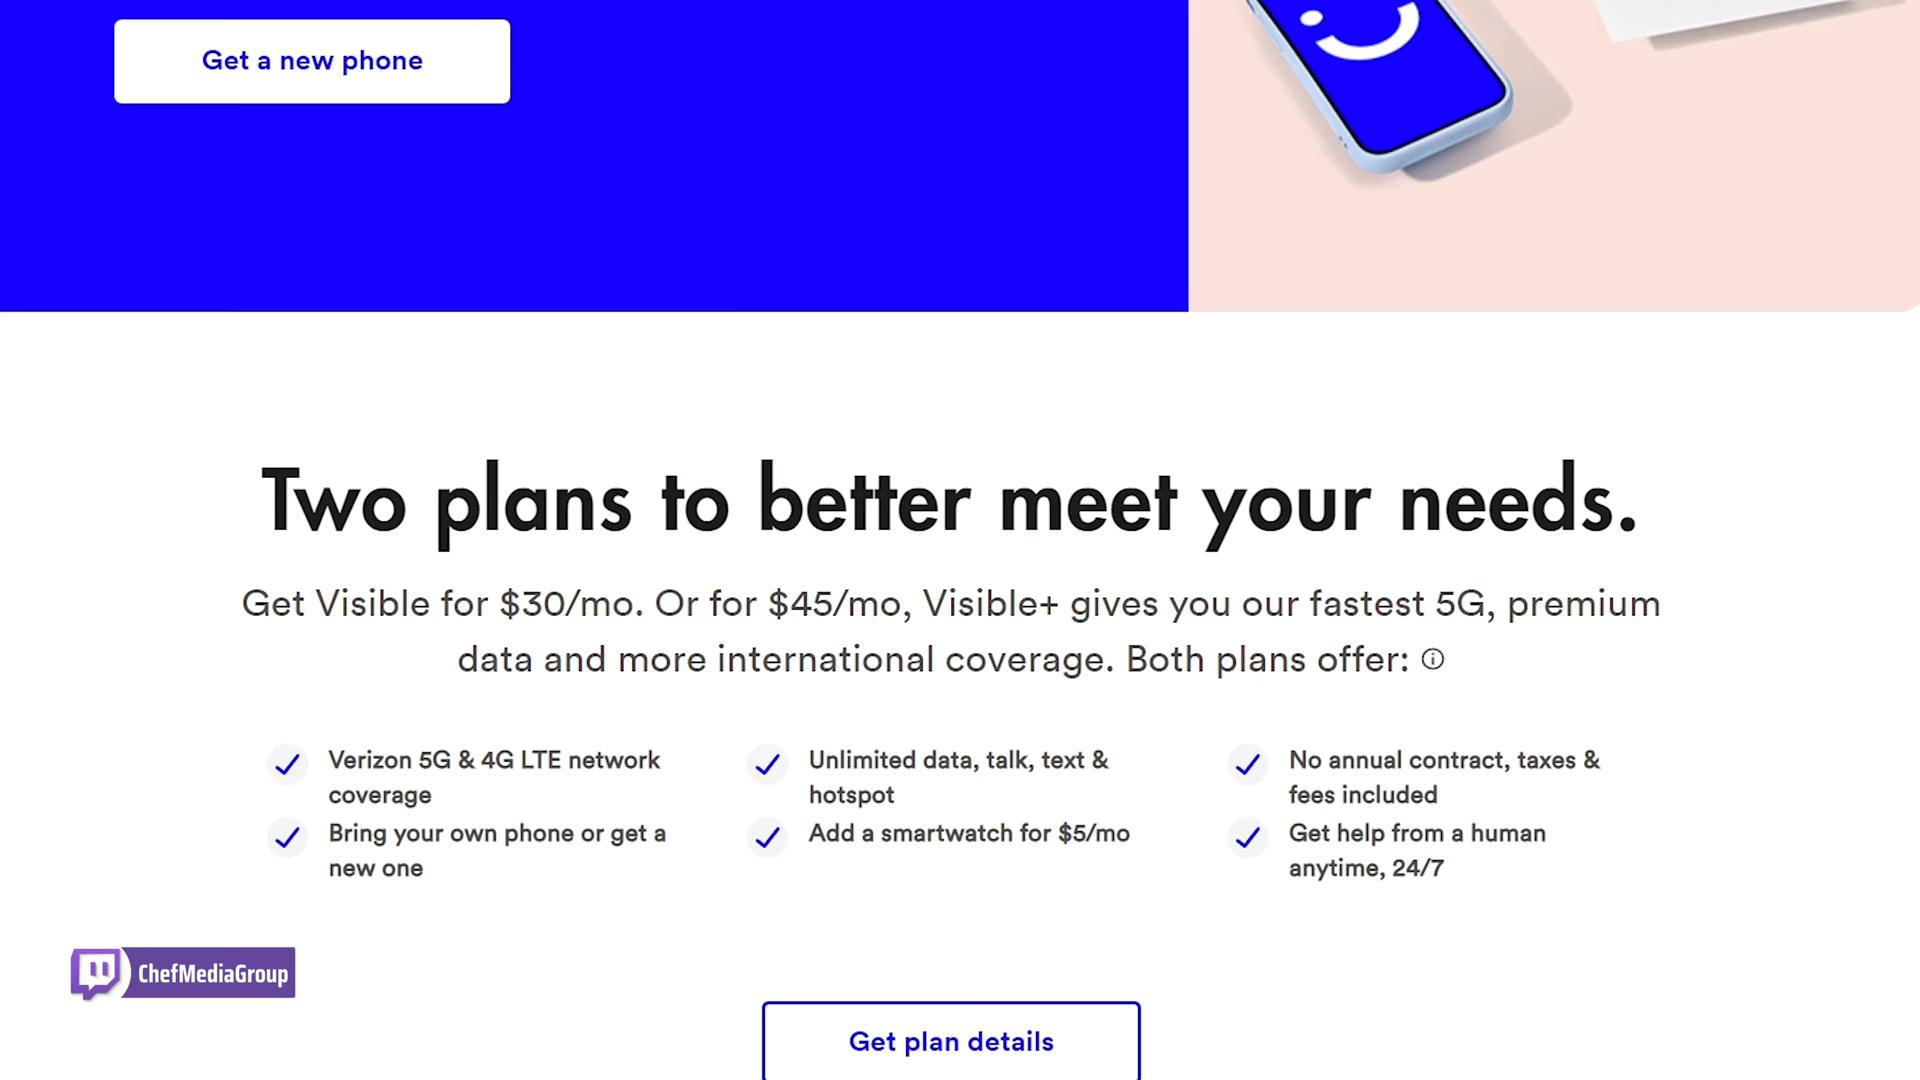 Get a new phone
Two plans to better meet your needs.
Get Visible for $30/mo. Or for $45/mo, Visible+ gives you our fastest 5G, premium
data and more international coverage. Both plans offer:
Verizon 5G & 4G LTE network
coverage
Unlimited data, talk, text &
hotspot
No annual contract, taxes &
fees included
Bring your own phone or get a
new one
Add a smartwatch for $5/mo
Get help from a human
anytime, 24/7
ChefMediaGroup
Get plan details